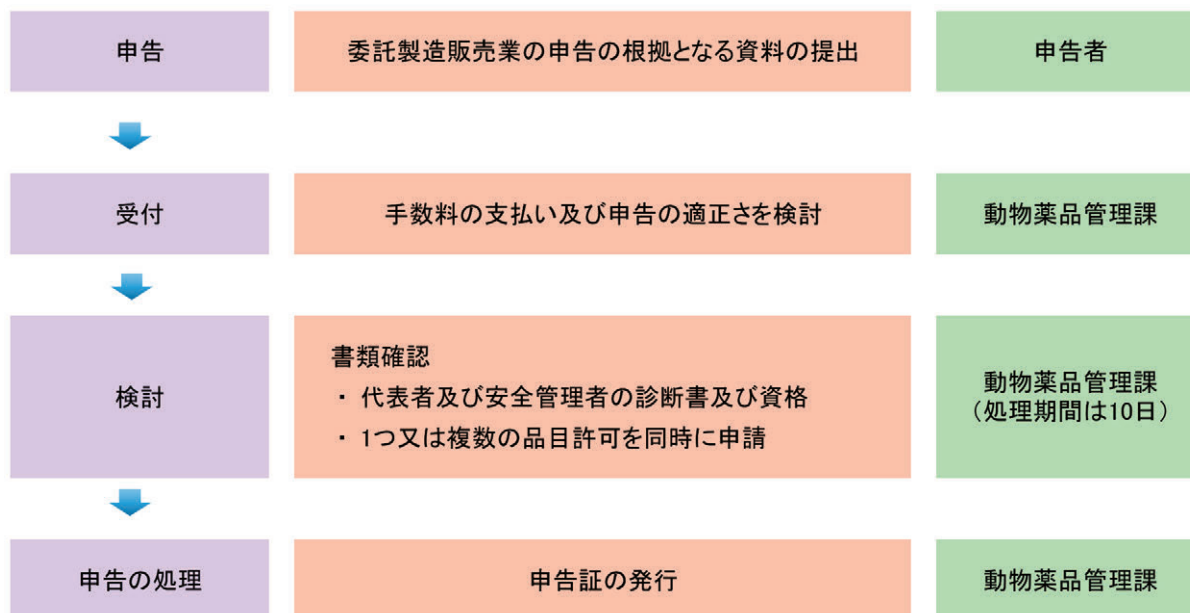 申告
委託製造販売業の申告の根拠となる資料の提出
申告者
受付
手数料の支払い及び申告の適正さを検討
動物薬品管理課
検討
書類確認
・ 代表者及び安全管理者の診断書及び資格
・ 1つ又は複数の品目許可を同時に申請
動物薬品管理課
（処理期間は10日）
申告の処理
申告証の発行
動物薬品管理課